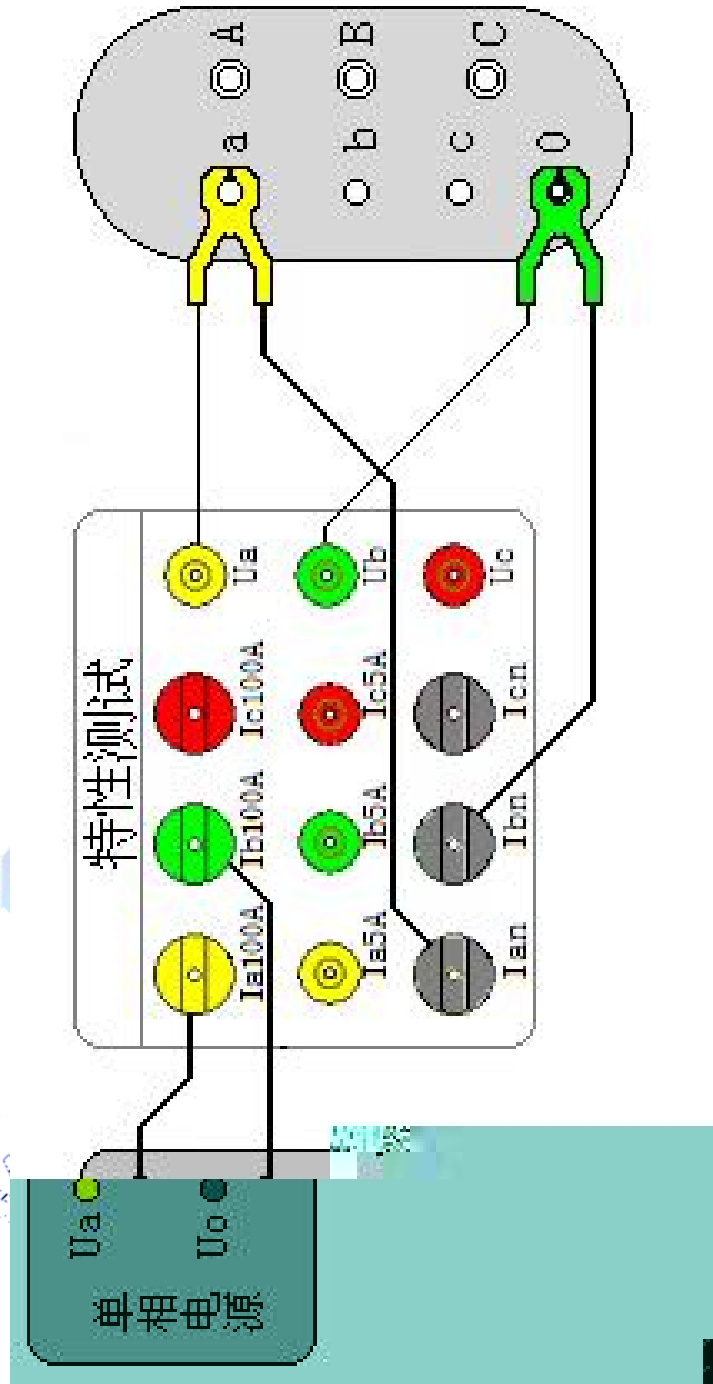 单相电源
Ua
Uo
特性测试
Ia100A Ib100A Ic100A Ua
Ia5A Ib5A Ic5A Ub
Ian Ibn Icn Uc
a A
b B
c C
0